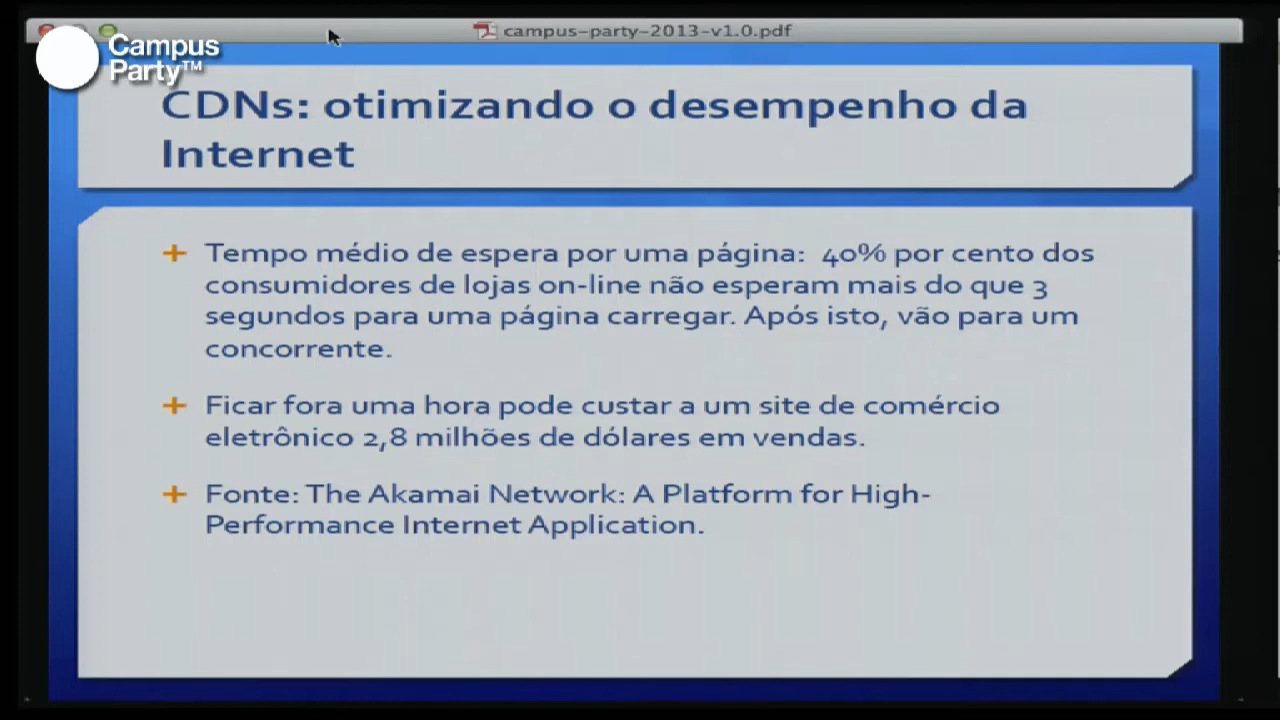 campus-party-2013-v1.0.pdf
Campus
Party™
CDNs: otimizando o desempenho da
Internet
+ Tempo médio de espera por uma página: 40% por cento dos
consumidores de lojas on-line não esperam mais do que 3
segundos para uma página carregar. Após isto, vão para um
concorrente.
+ Ficar fora uma hora pode custar a um site de comércio
eletrônico 2,8 milhões de dólares em vendas.
+ Fonte: The Akamai Network: A Platform for High-
Performance Internet Application.